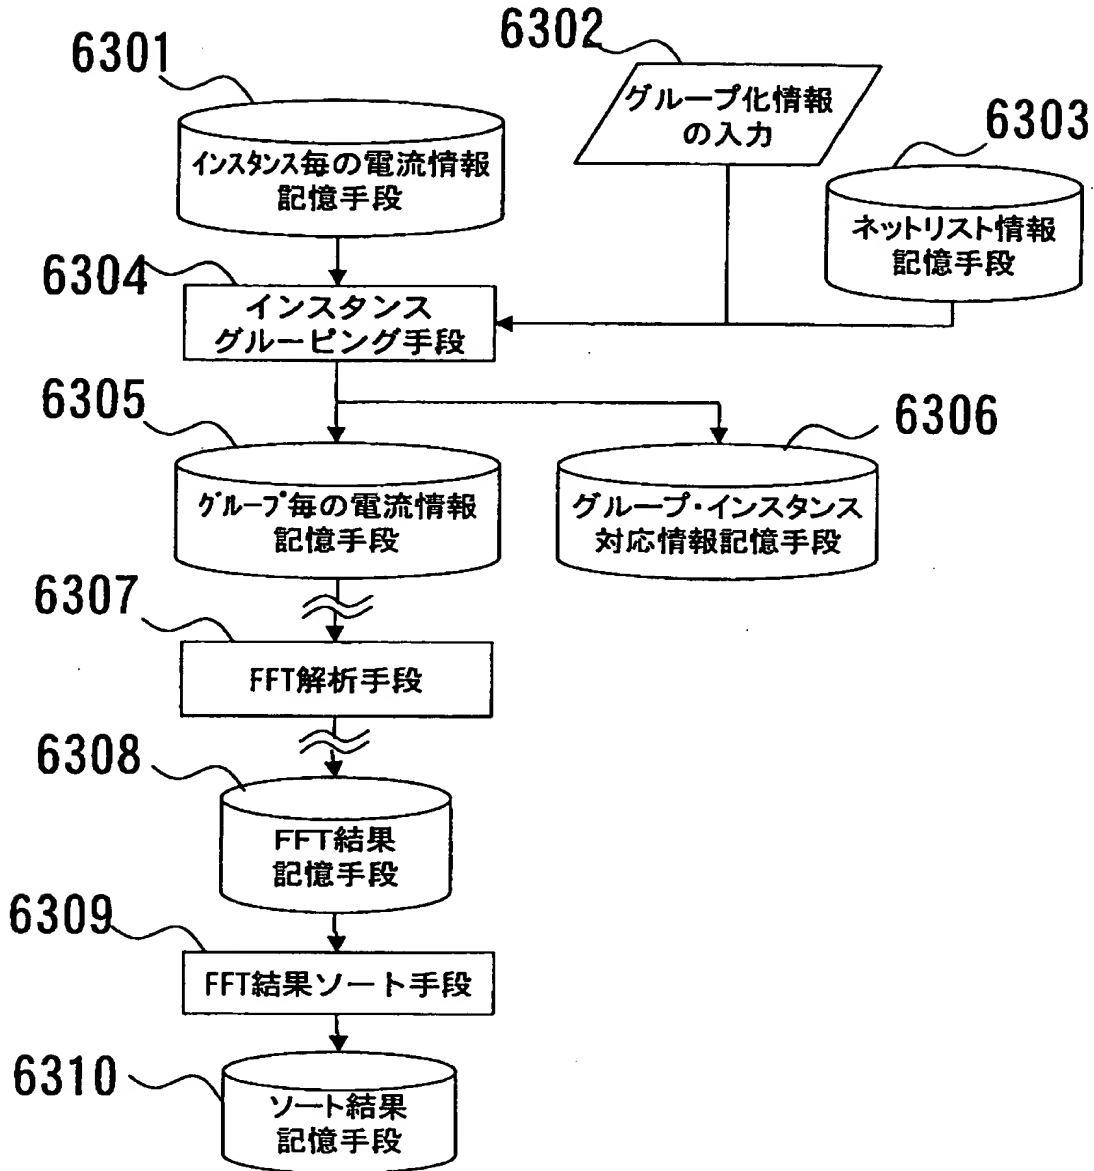 6301
インスタンス毎の電流情報
記憶手段
6302
グループ化情報
の入力
6303
ネットリスト情報
記憶手段
6304
インスタンス
グルーピング手段
6305
グループ毎の電流情報
記憶手段
6306
グループ・インスタンス
対応情報記憶手段
6307
FFT解析手段
6308
FFT結果
記憶手段
6309
FFT結果ソート手段
6310
ソート結果
記憶手段